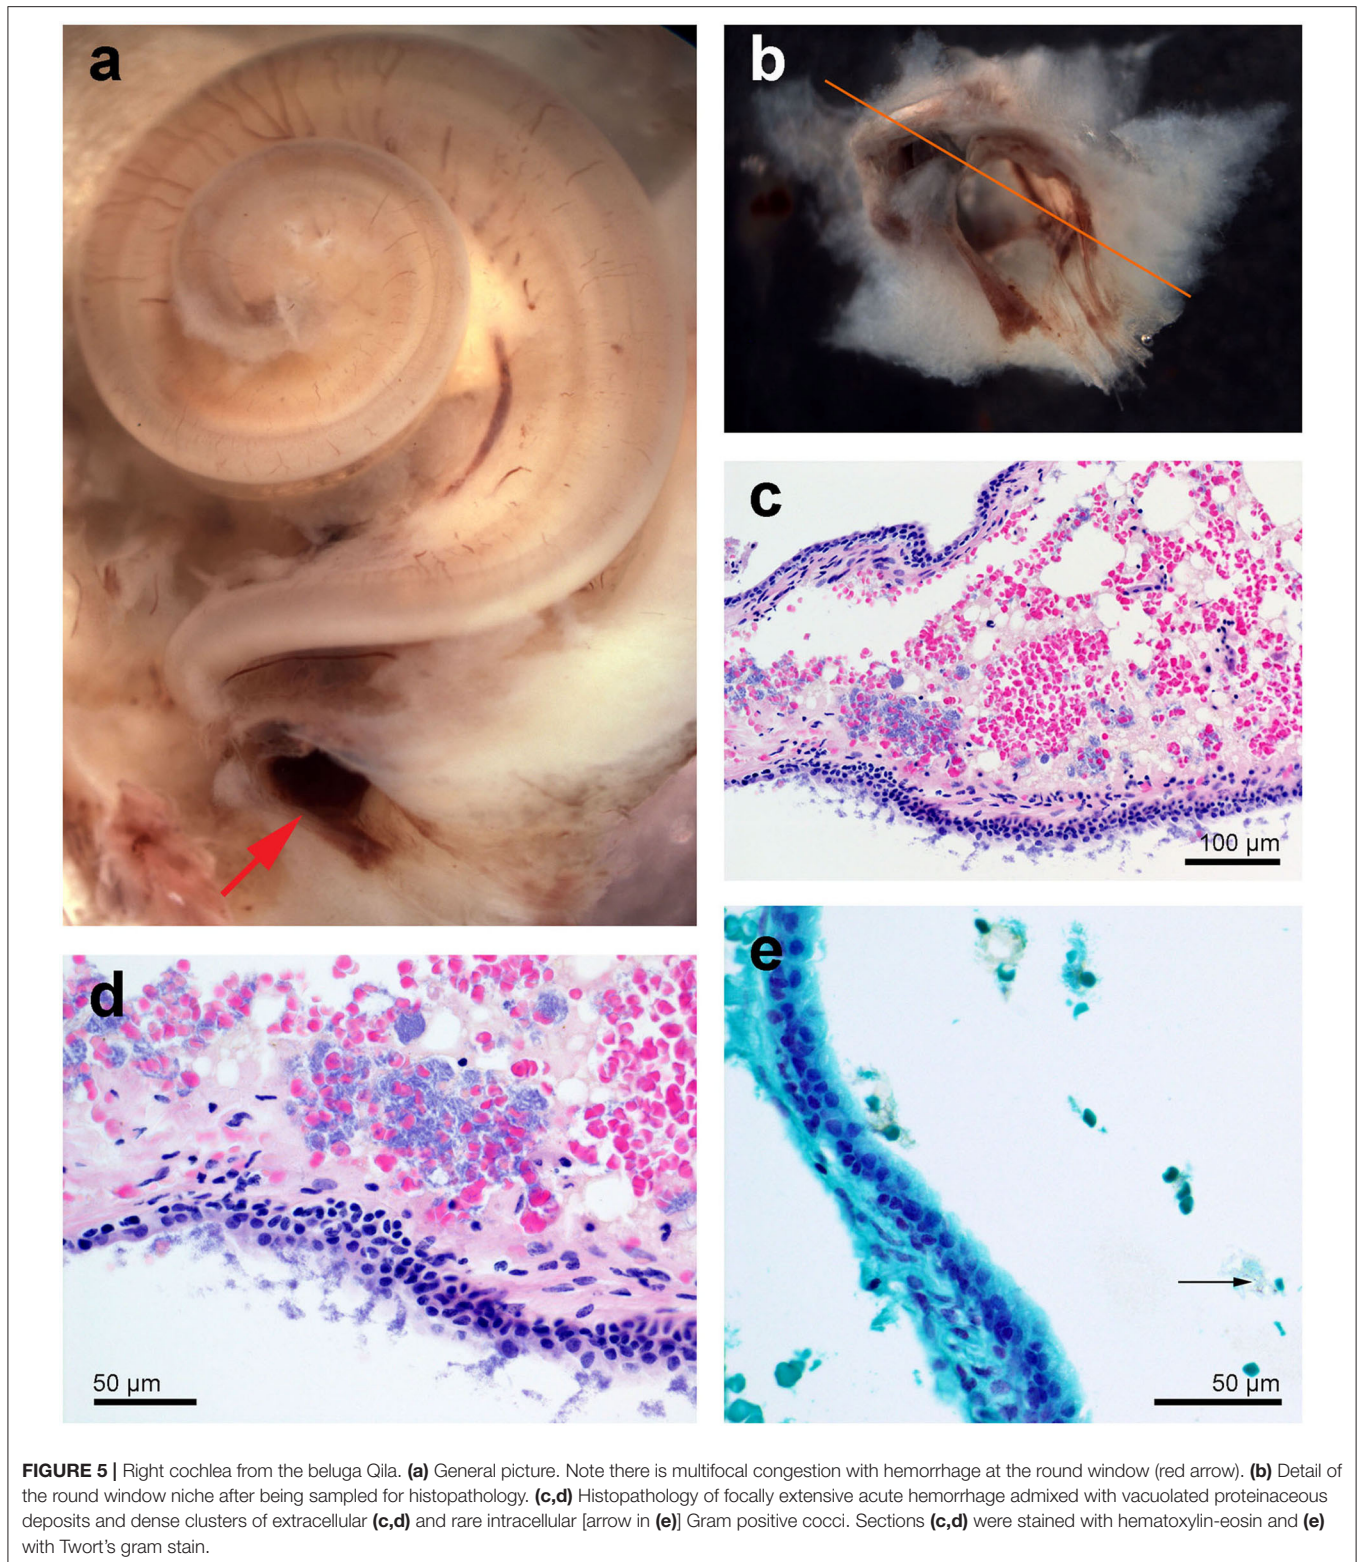 a
b
c
100 µm
d
50 µm
e
50 µm
FIGURE 5 | Right cochlea from the beluga Qila. (a) General picture. Note there is multifocal congestion with hemorrhage at the round window (red arrow). (b) Detail of
the round window niche after being sampled for histopathology. (c,d) Histopathology of focally extensive acute hemorrhage admixed with vacuolated proteinaceous
deposits and dense clusters of extracellular (c,d) and rare intracellular [arrow in (e)] Gram positive cocci. Sections (c,d) were stained with hematoxylin-eosin and (e)
with Twort's gram stain.